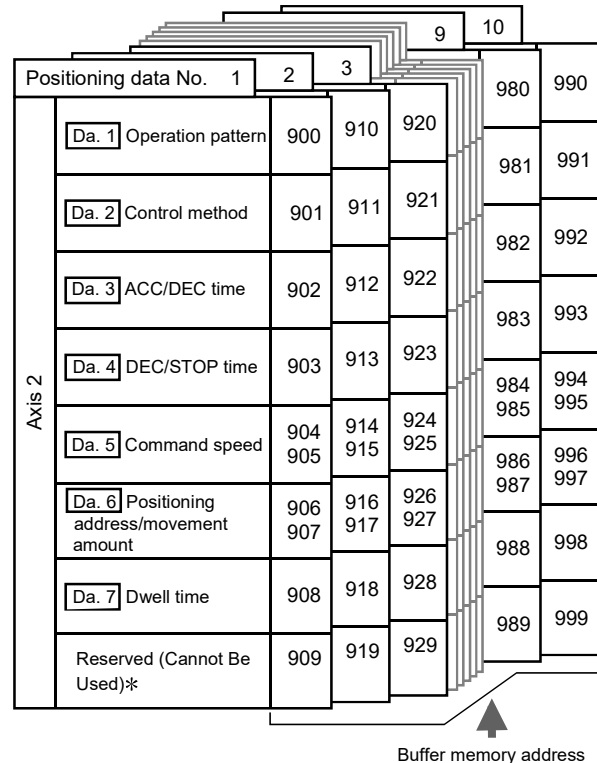 10
9
3
2
Positioning data No. 1
Axis 2
Da. 1 Operation pattern 900 910 920 980 990
Da. 2 Control method 901 911 921 981 991
Da. 3 ACC/DEC time 902 912 922 982 992
Da. 4 DEC/STOP time 903 913 923 983 993
Da. 5 Command speed 904 914 924 984 994
905 915 925 985 995
Da. 6 Positioning
address/movement
amount
906 916 926 986 996
907 917 927 987 997
Da. 7 Dwell time 908 918 928 988 998
Reserved (Cannot Be
Used)*
909 919 929 989 999
Buffer memory address